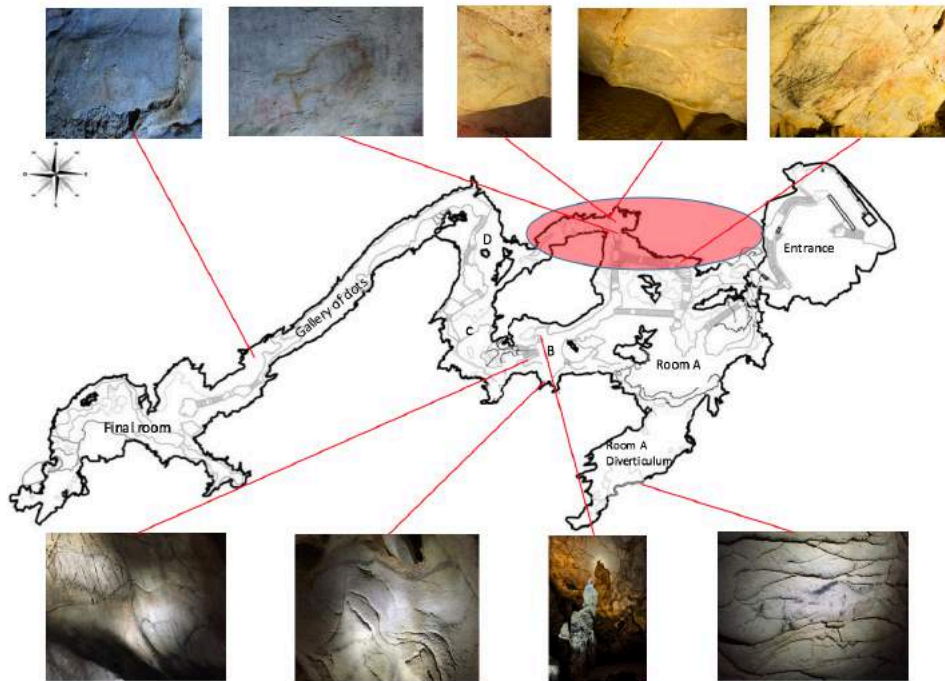 D
Entrance
Gallery of dots
C
B
Room A
Final room
Room A
Diverticulum